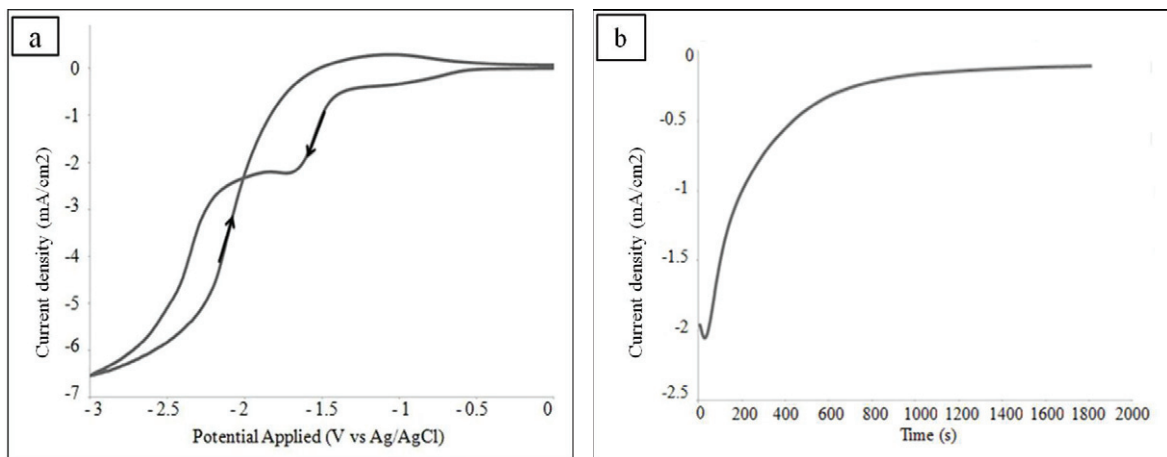 a
0
-1
-2
-3
-4
-5
-6
-7
-3 -2.5 -2 -1.5 -1 -0.5 0
Current density (mA/cm2)
Potential Applied (V vs Ag/AgCl)
b
0
-0.5
-1
-1.5
-2
-2.5
0 200 400 600 800 1000 1200 1400 1600 1800 2000
Current density (mA/cm2)
Time (s)